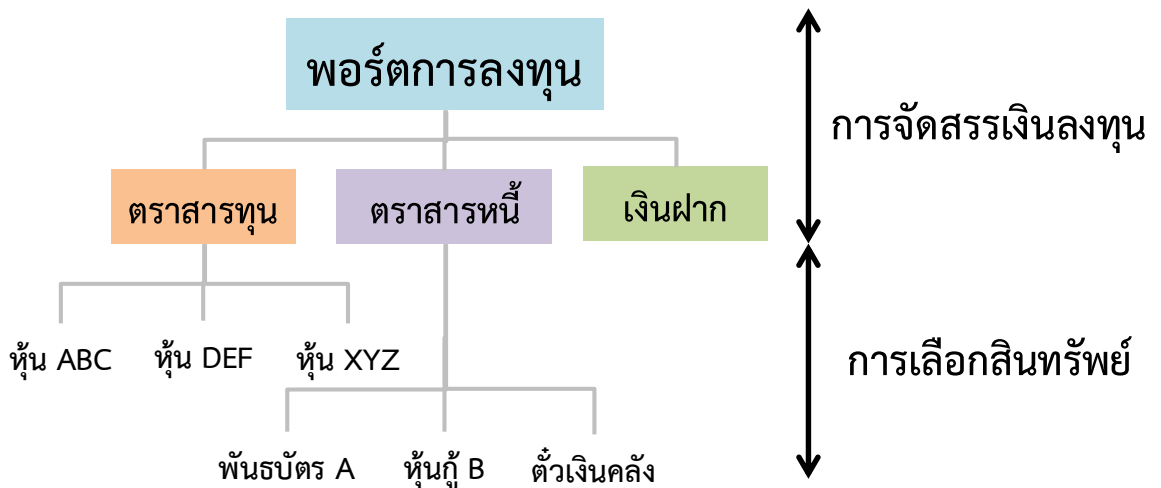 พอร์ตการลงทุน
การจัดสรรเงินลงทุน
ตราสารทุน
ตราสารหนี้
เงินฝาก
หุ้น ABC
หุ้น DEF
หุ้น XYZ
การเลือกสินทรัพย์
พันธบัตร A
หุ้นกู้ B
ตั๋วเงินคลัง